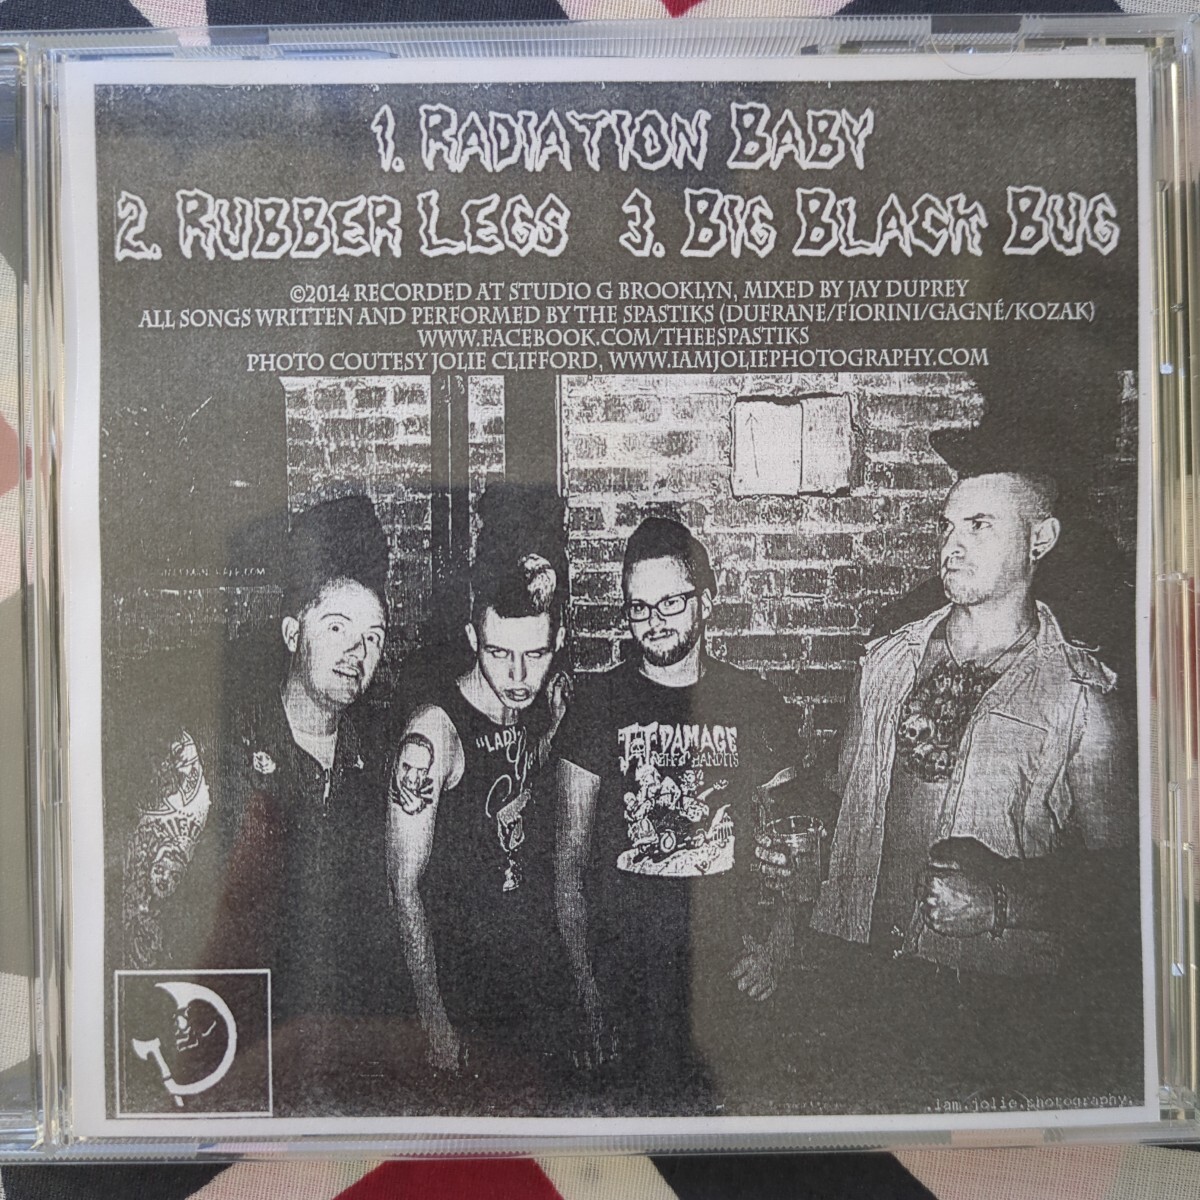 1. RADIATION BABY
2. RUBBER LEGS 3. BIG BLACK BUG
©2014 RECORDED AT STUDIO G BROOKLYN, MIXED BY JAY DUPREY
ALL SONGS WRITTEN AND PERFORMED BY THE SPASTIKS (DUFRANE/FIORINI/GAGNÉ/KOZAK)
WWW.FACEBOOK.COM/THEESPASTIKS
PHOTO COUTESY JOLIE CLIFFORD, WWW.IAMJOLIEPHOTOGRAPHY.COM
"LADY
DAMAGE
BANDITS
.iam.jolie.photography.